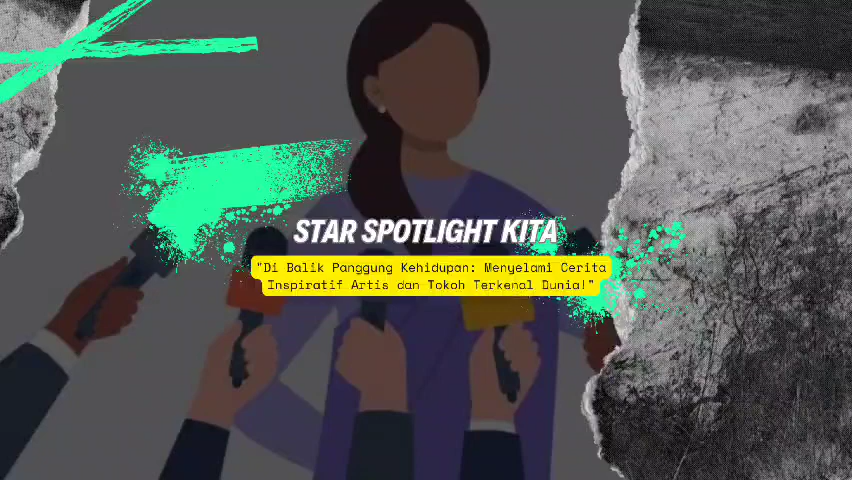 STAR SPOTLIGHT KITA
"Di Balik Panggung Kehidupan: Menyelami Cerita
Inspiratif Artis dan Tokoh Terkenal Dunia!"